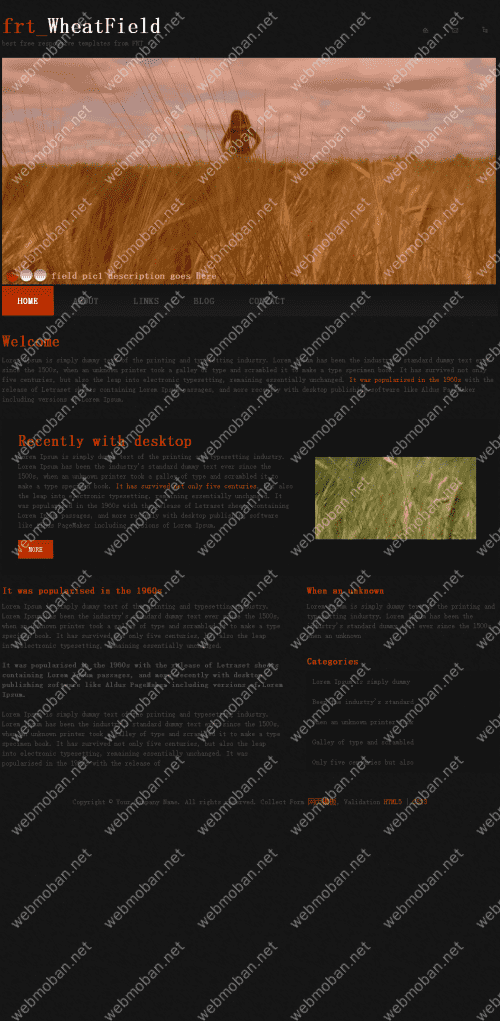 frt_WheatField
best free responsive templates from FRT
field pic1 description goes here
HOME ABOUT LINKS BLOG CONTACT
Welcome
Lorem Ipsum is simply dummy text of the printing and typesetting industry. Lorem Ipsum has been the industry's standard dummy text ever
since the 1500s, when an unknown printer took a galley of type and scrambled it to make a type specimen book. It has survived not only
five centuries, but also the leap into electronic typesetting, remaining essentially unchanged. It was popularised in the 1960s with the
release of Letraset sheets containing Lorem Ipsum passages, and more recently with desktop publishing software like Aldus PageMaker
including versions of Lorem Ipsum.
Recently with desktop
Lorem Ipsum is simply dummy text of the printing and typesetting industry.
Lorem Ipsum has been the industry's standard dummy text ever since the
1500s, when an unknown printer took a galley of type and scrambled it to
make a type specimen book. It has survived not only five centuries, but also
the leap into electronic typesetting, remaining essentially unchanged. It
was popularised in the 1960s with the release of Letraset sheets containing
Lorem Ipsum passages, and more recently with desktop publishing software
like Aldus PageMaker including versions of Lorem Ipsum.
MORE
It was popularised in the 1960s.
Lorem Ipsum is simply dummy text of the printing and typesetting industry.
Lorem Ipsum has been the industry's standard dummy text ever since the 1500s,
when an unknown printer took a galley of type and scrambled it to make a type
specimen book. It has survived not only five centuries, but also the leap
into electronic typesetting, remaining essentially unchanged.
It was popularised in the 1960s with the release of Letraset sheets
containing Lorem Ipsum passages, and more recently with desktop
publishing software like Aldus PageMaker including versions of Lorem
Ipsum.
Lorem Ipsum is simply dummy text of the printing and typesetting industry.
Lorem Ipsum has been the industry's standard dummy text ever since the 1500s,
when an unknown printer took a galley of type and scrambled it to make a type
specimen book. It has survived not only five centuries, but also the leap
into electronic typesetting, remaining essentially unchanged. It was
popularised in the 1960s with the release of
When an unknown
Lorem Ipsum is simply dummy text of the printing and
typesetting industry. Lorem Ipsum has been the
industry's standard dummy text ever since the 1500s,
when an unknown
Categories
Lorem Ipsum is simply dummy
Been the industry's standard
When an unknown printer took
Galley of type and scrambled
Only five centuries but also
Copyright © Your Company Name. All rights reserved. Collect Form Validation HTML5
webmoban.net